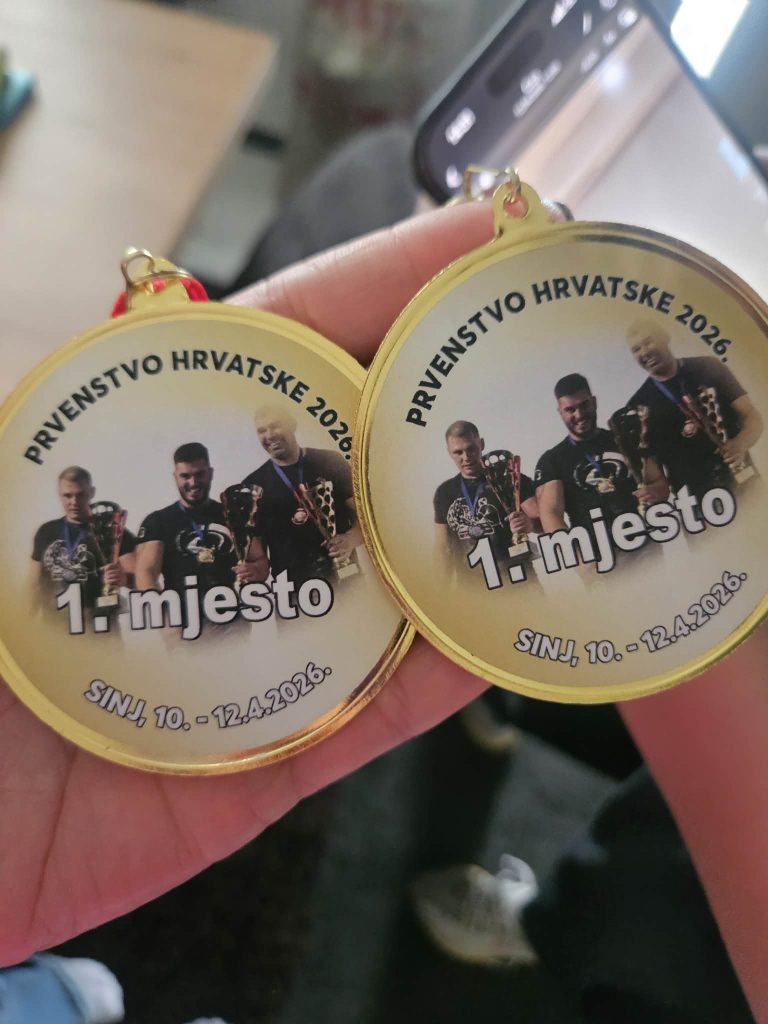 PRVENSTVO HRVATSKE 2026.
1. mjesto
SINJ, 10. - 12.4.2026.
PRVENSTVO HRVATSKE 2026.
1. mjesto
SINJ, 10. - 12.4.2026.